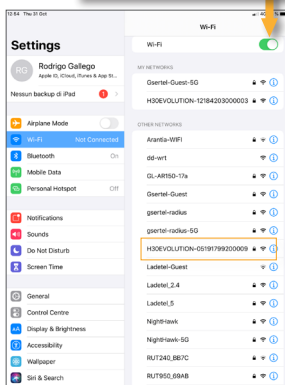 12:54 Thu 31 Oct
Settings
RG
Rodrigo Gallego
Apple ID, iCloud, iTunes & App St...
Nessun backup di iPad 1
Airplane Mode
Wi-Fi Not Connected
Bluetooth On
Mobile Data
Personal Hotspot Off
Notifications
Sounds
Do Not Disturb
Screen Time
General
Control Centre
AA Display & Brightness
Accessibility
Wallpaper
Siri & Search
Wi-Fi
Wi-Fi
MY NETWORKS
Gsertel-Guest-5G
H30EVOLUTION-12184203000003
OTHER NETWORKS
Arantia-WIFI
dd-wrt
GL-AR150-17a
Gsertel-Guest
gsertel-radius
gsertel-radius-5G
H30EVOLUTION-05191799200009
Ladetel-Guest
Ladetel_2.4
Ladetel_5
NightHawk
NightHawk-5G
RUT240_BB7C
RUT950_69AB